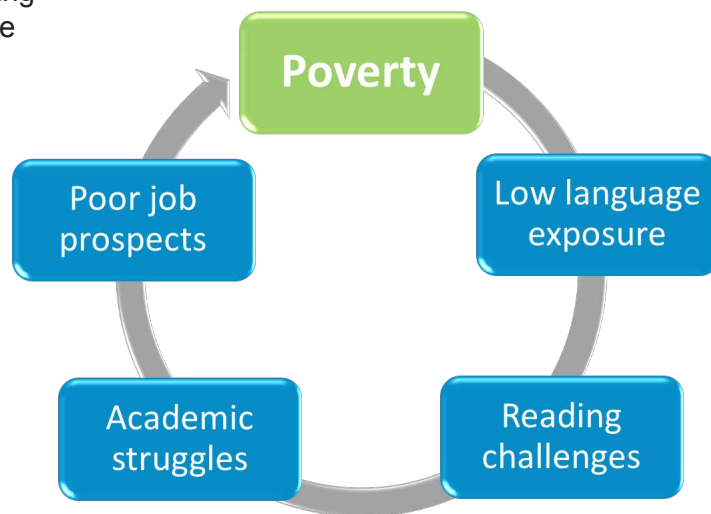 Poverty
Low language
exposure
Reading
challenges
Academic
struggles
Poor job
prospects